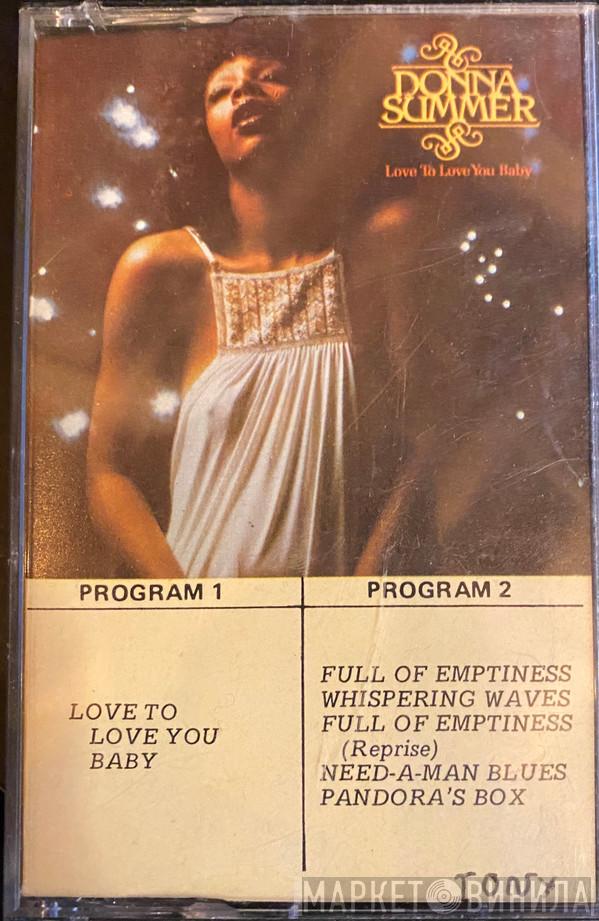 DONNA
SUMMER
Love To Love You Baby
PROGRAM 1
PROGRAM 2
LOVE TO
LOVE YOU
BABY
FULL OF EMPTINESS
WHISPERING WAVES
FULL OF EMPTINESS
(Reprise)
NEED-A-MAN BLUES
PANDORA'S BOX
TONY
МАРКЕТ ВИНИЛА